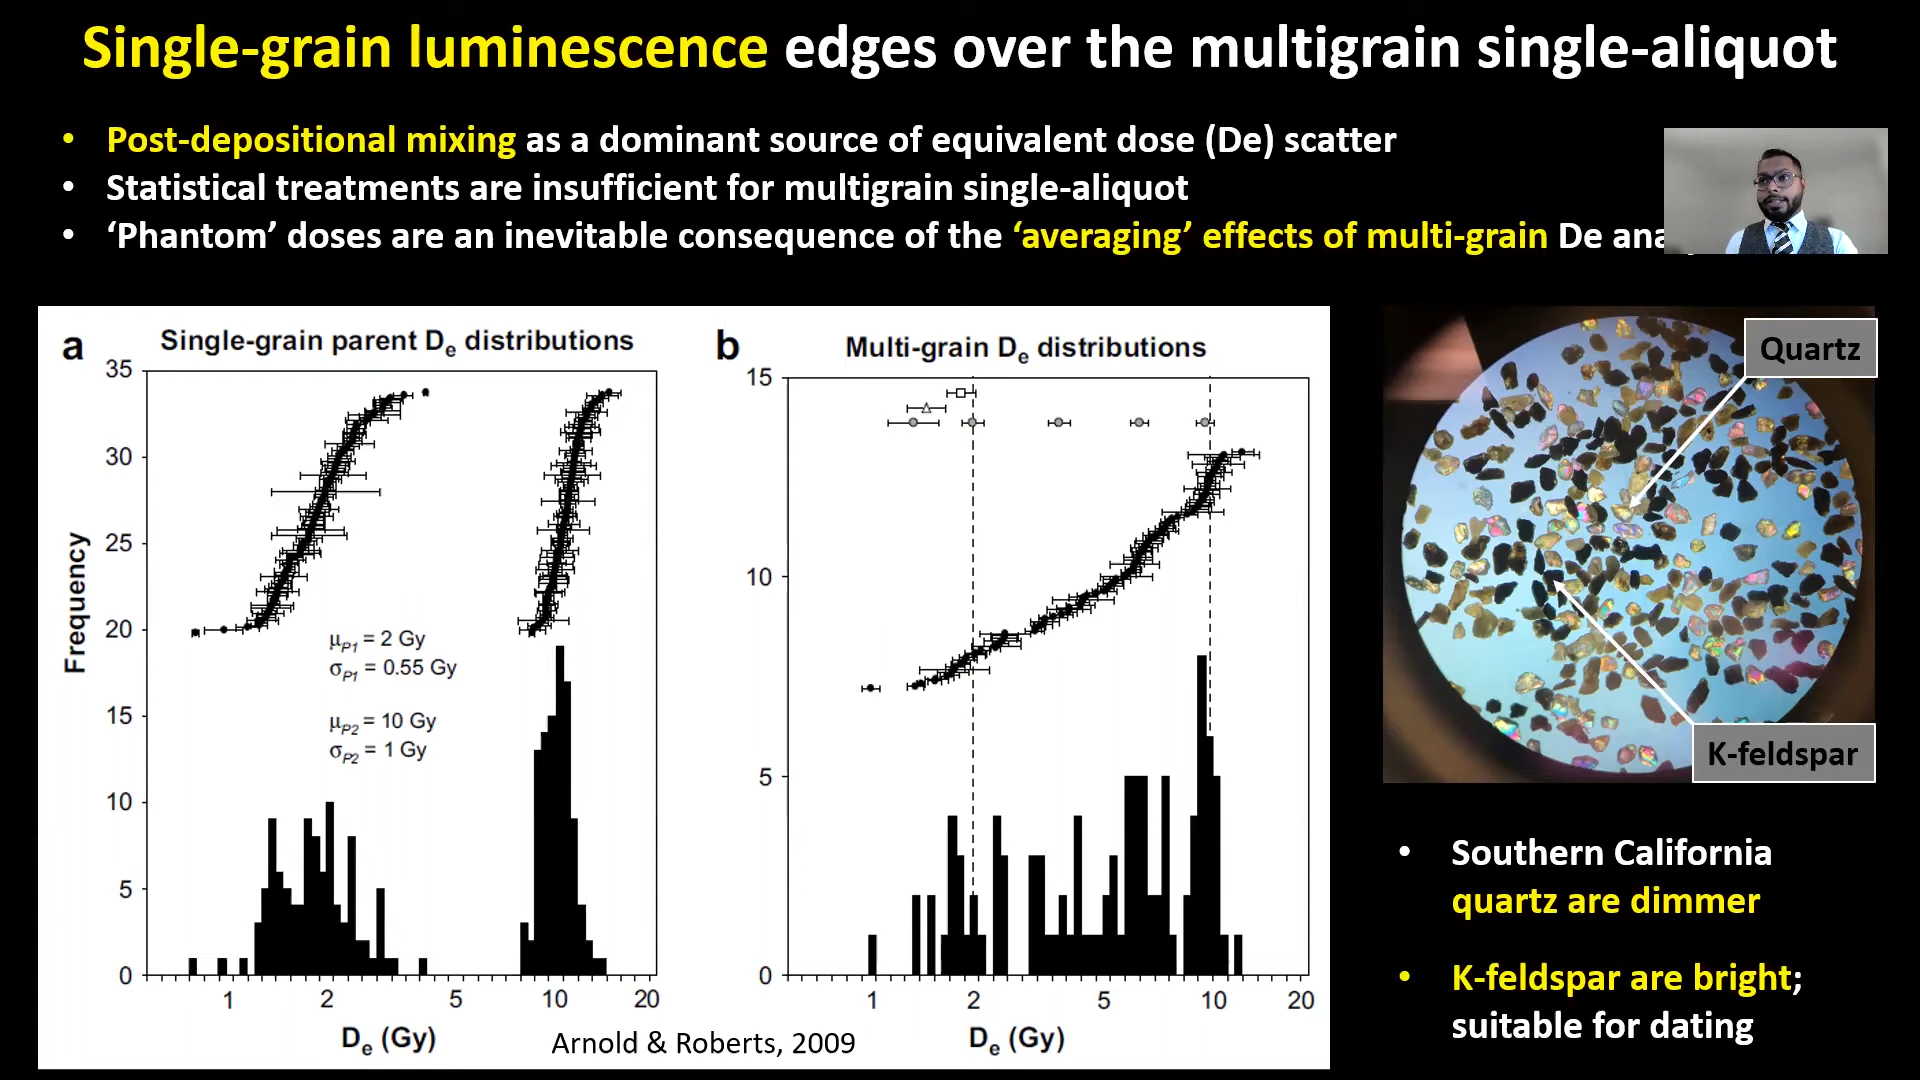 Single-grain luminescence edges over the multigrain single-aliquot
• Post-depositional mixing as a dominant source of equivalent dose (De) scatter
• Statistical treatments are insufficient for multigrain single-aliquot
• ‘Phantom’ doses are an inevitable consequence of the ‘averaging’ effects of multi-grain De
a
Single-grain parent De distributions
35
30
25
20
15
10
5
0
Frequency
μP1 = 2 Gy
σP1 = 0.55 Gy
μP2 = 10 Gy
σP2 = 1 Gy
1 2 5 10 20
De (Gy)
b
Multi-grain De distributions
15
10
5
0
1 2 5 10 20
De (Gy)
Arnold & Roberts, 2009
Quartz
K-feldspar
• Southern California
quartz are dimmer
• K-feldspar are bright;
suitable for dating